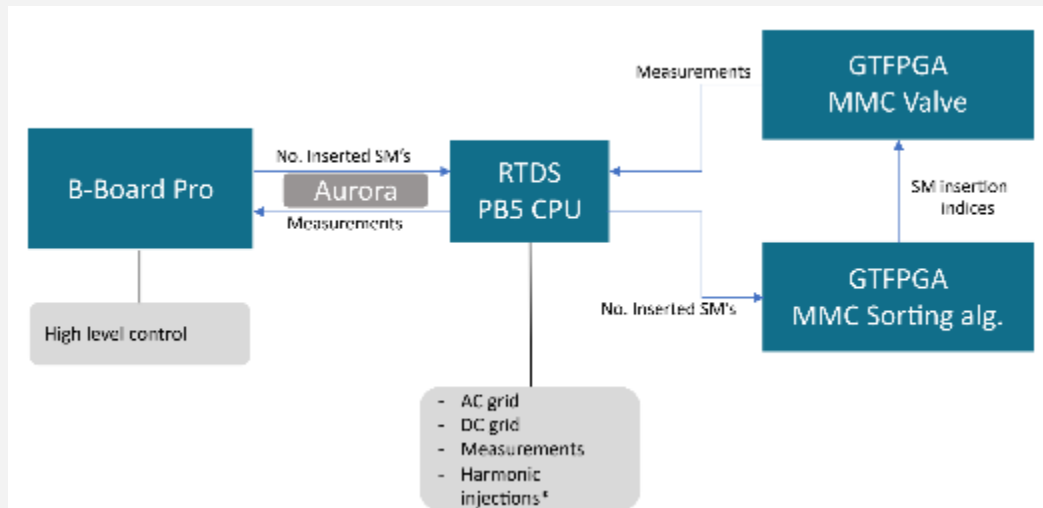 GTFPGA
MMC Valve
Measurements
No. Inserted SM's
Aurora
Measurements
B-Board Pro
RTDS
PB5 CPU
SM insertion
indices
GTFPGA
MMC Sorting alg.
No. Inserted SM's
High level control
- AC grid
- DC grid
- Measurements
- Harmonic
injections*